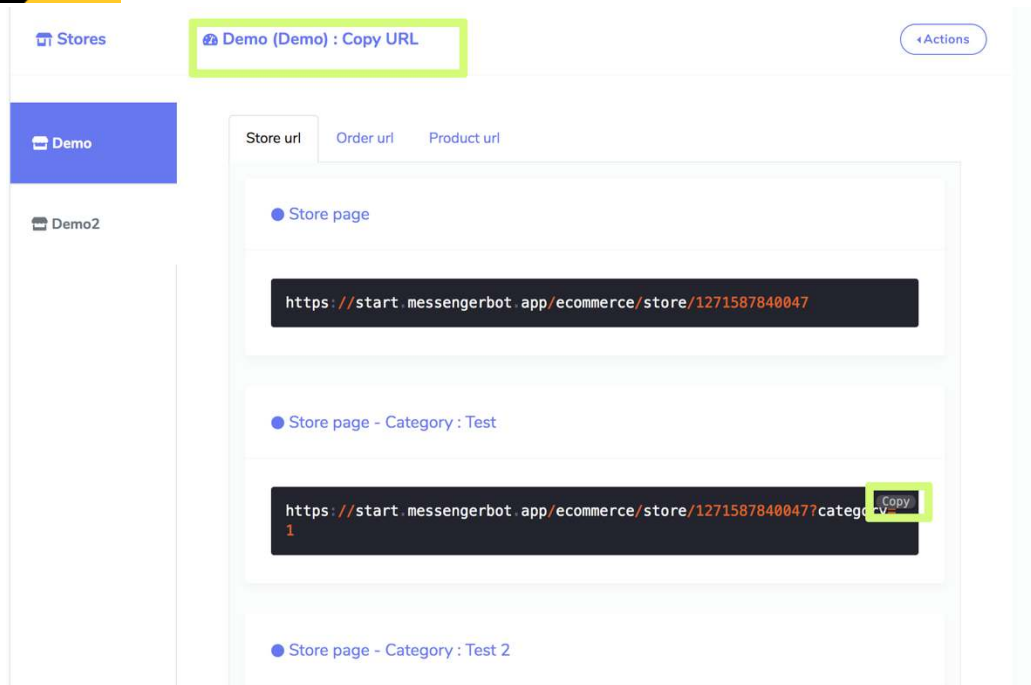 Stores
Demo (Demo) : Copy URL
Actions
Demo
Demo2
Store url
Order url
Product url
Store page
https://start.messengerbot.app/ecommerce/store/1271587840047
Store page - Category : Test
https://start.messengerbot.app/ecommerce/store/1271587840047?category=
1
Copy
Store page - Category : Test 2